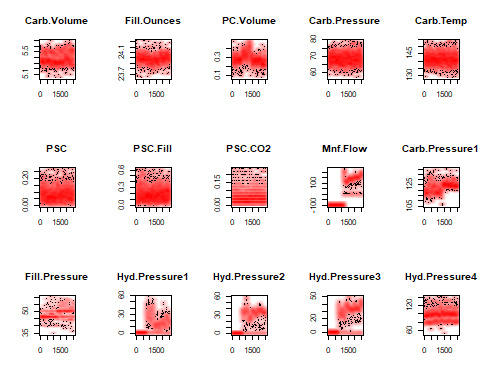 Carb.Volume Fill.Ounces PC.Volume Carb.Pressure Carb.Temp
5.1 5.5 23.7 24.1 0.1 0.3 60 70 80 130 145
0 1500 0 1500 0 1500 0 1500 0 1500
PSC PSC.Fill PSC.CO2 Mnf.Flow Carb.Pressure1
0.00 0.20 0.0 0.3 0.6 0.00 0.15 -100 100 105 125
0 1500 0 1500 0 1500 0 1500 0 1500
Fill.Pressure Hyd.Pressure1 Hyd.Pressure2 Hyd.Pressure3 Hyd.Pressure4
35 50 0 30 60 0 30 60 0 20 50 60 120
0 1500 0 1500 0 1500 0 1500 0 1500